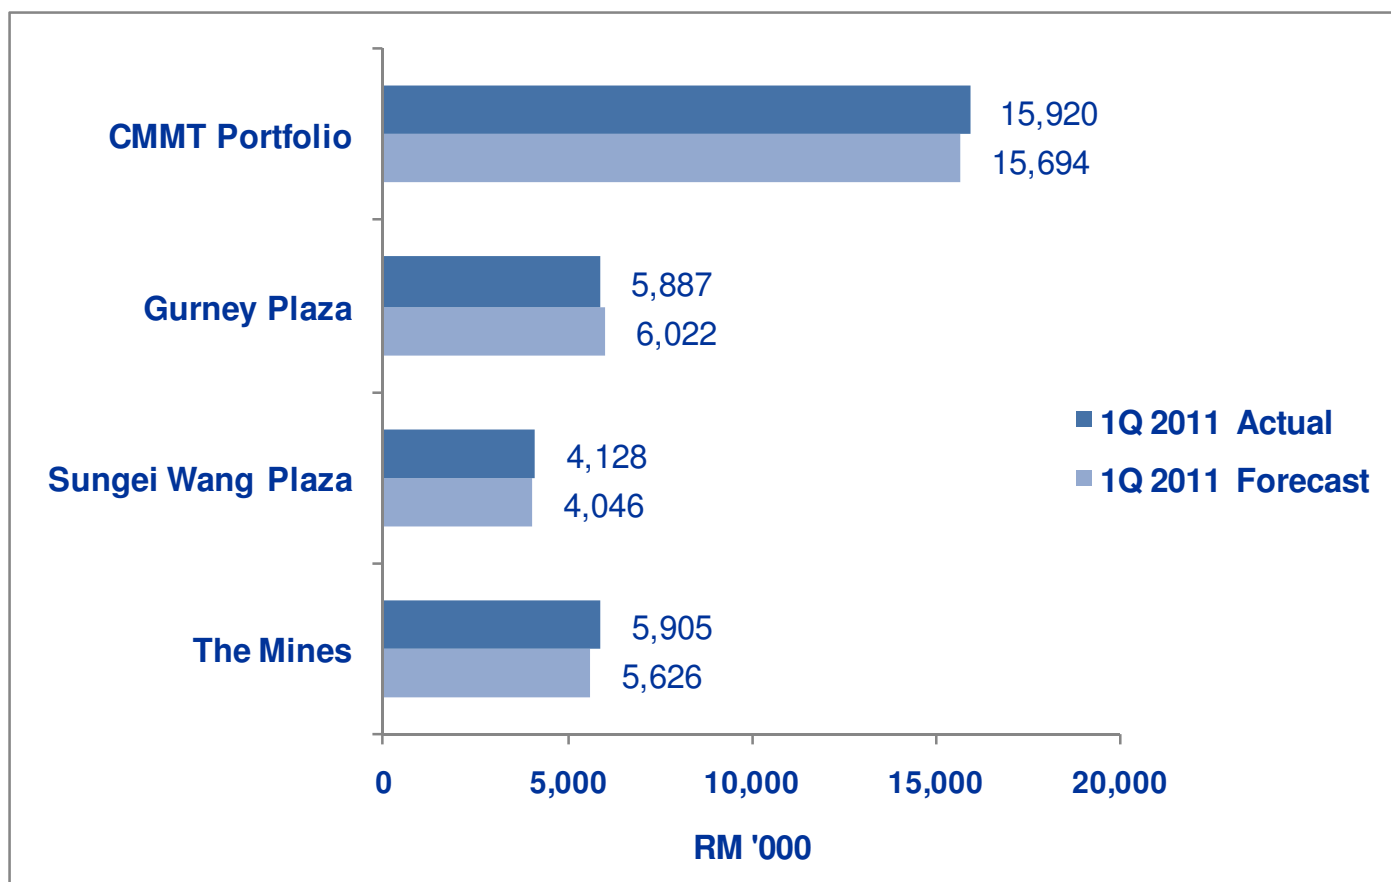 CMMT Portfolio
15,920
15,694
Gurney Plaza
5,887
6,022
Sungei Wang Plaza
4,128
4,046
The Mines
5,905
5,626
1Q 2011 Actual
1Q 2011 Forecast
0 5,000 10,000 15,000 20,000
RM '000